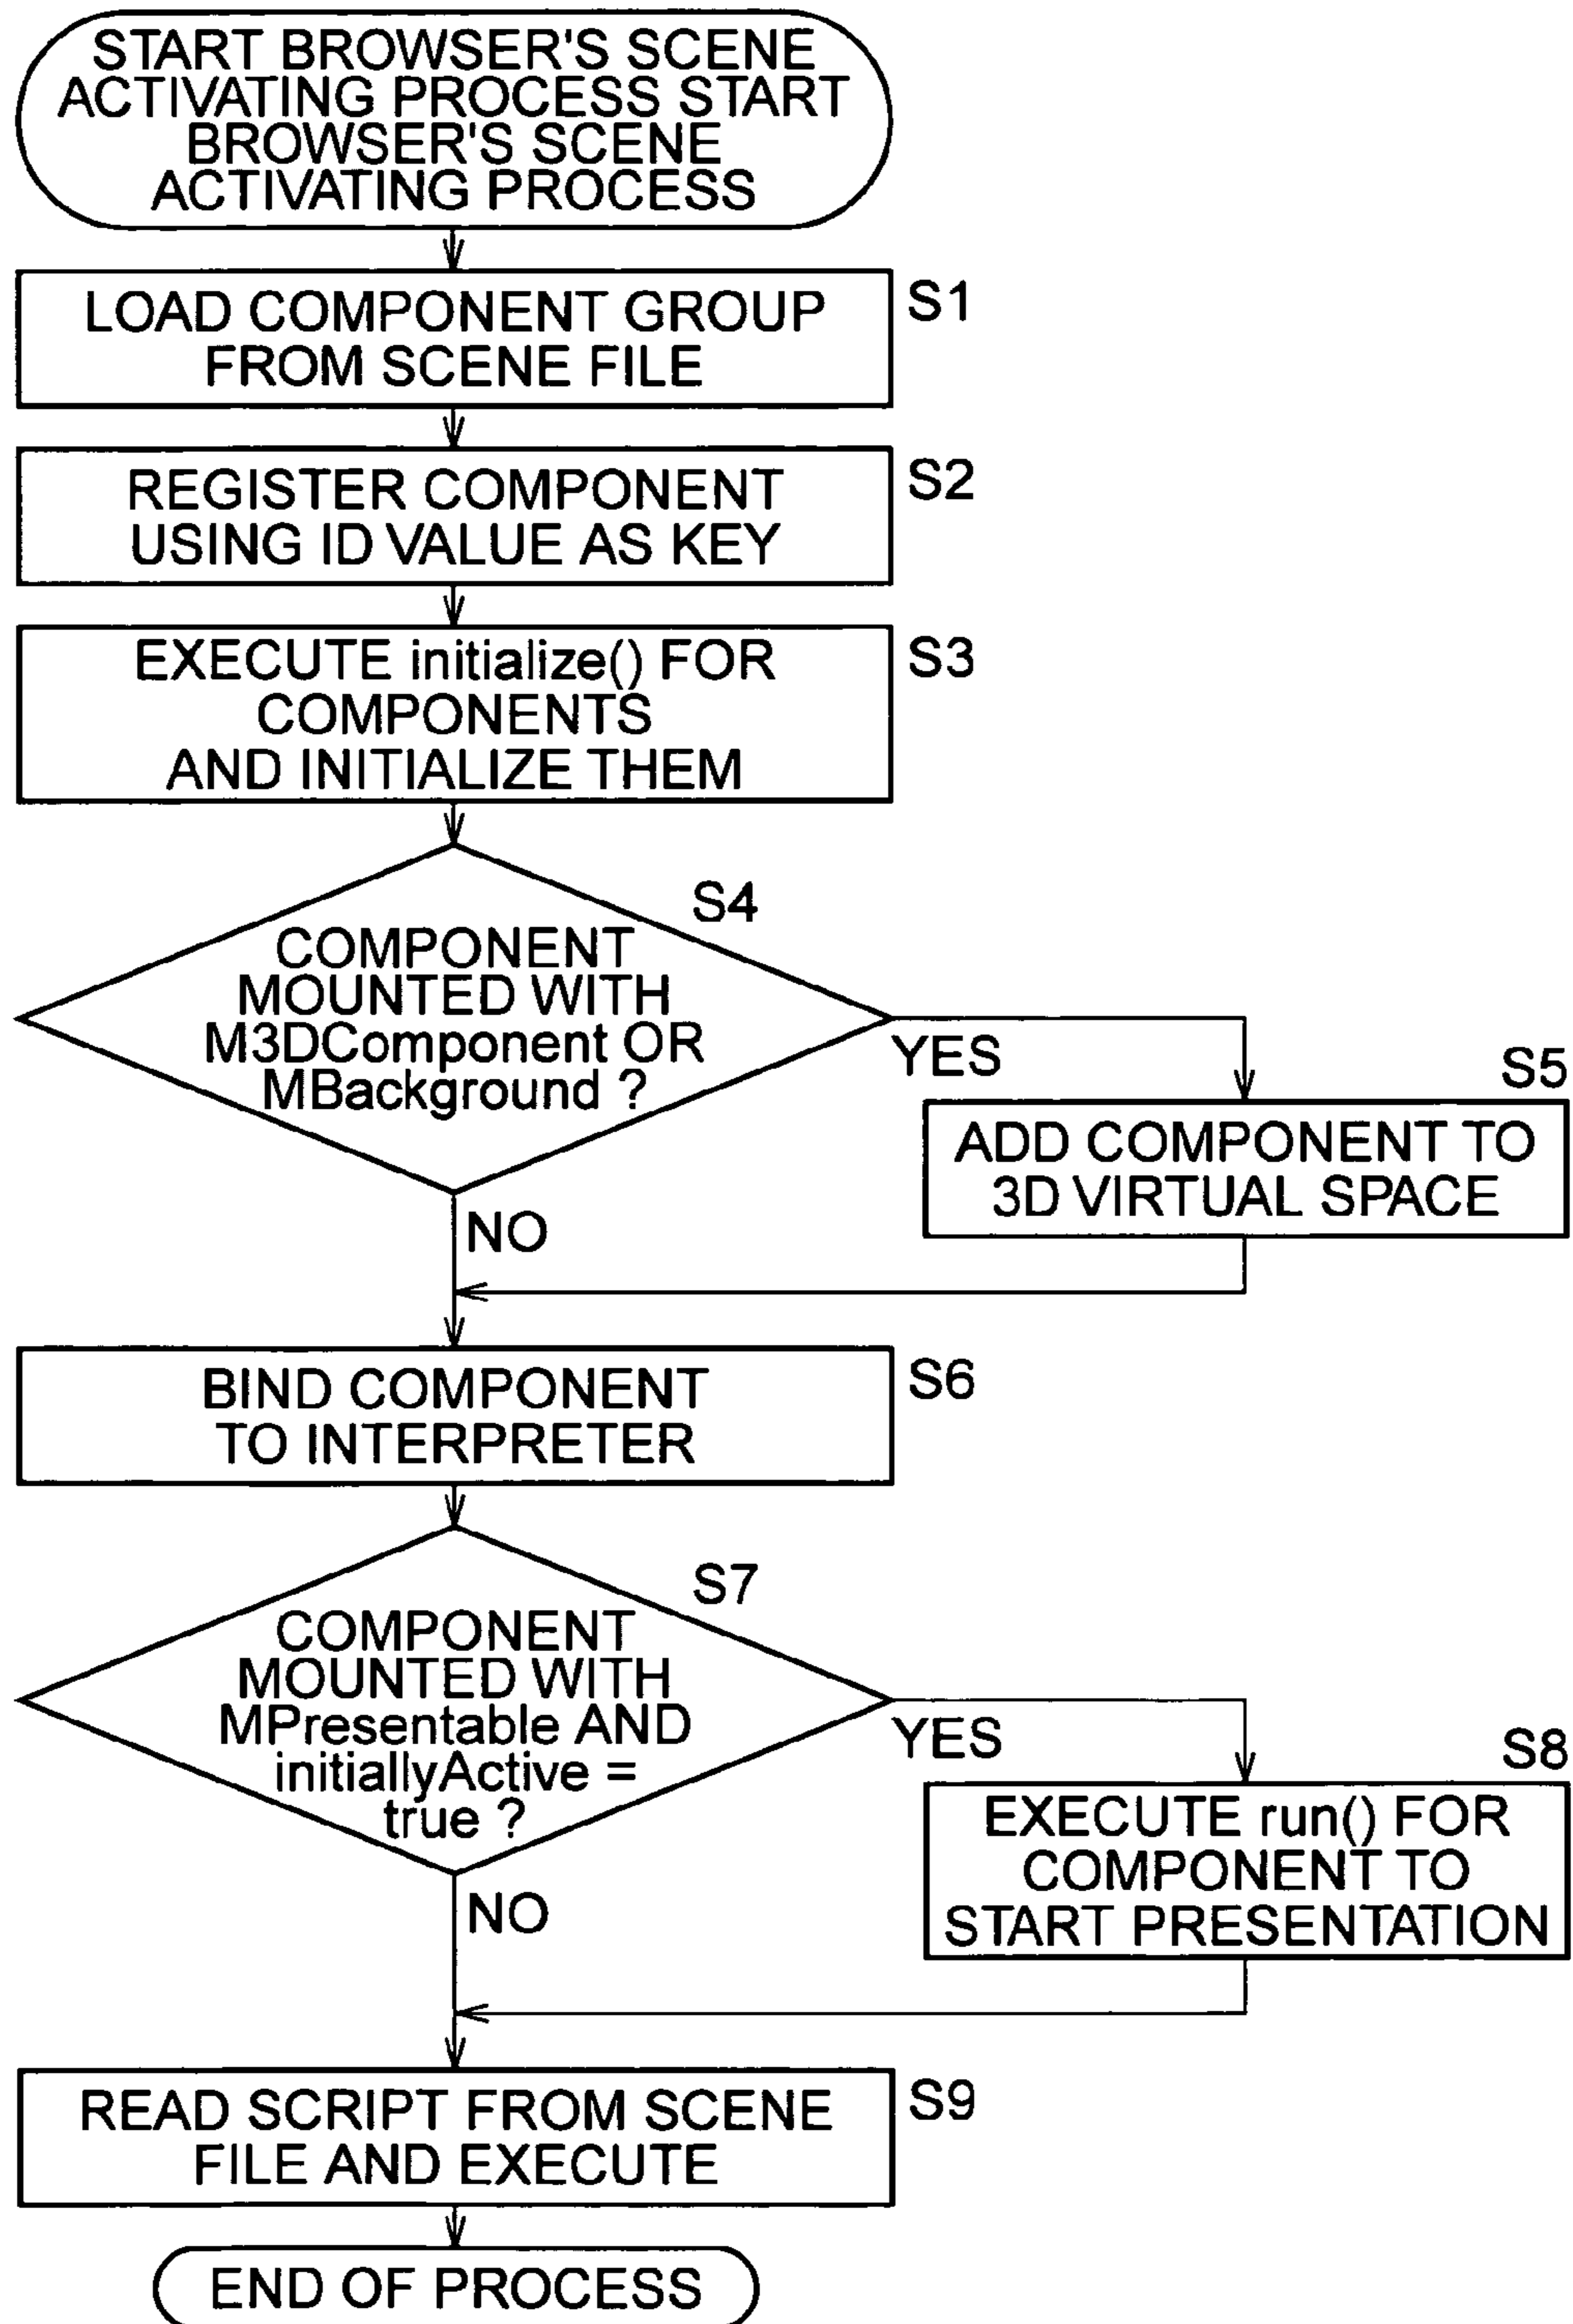 START BROWSER'S SCENE
ACTIVATING PROCESS START
BROWSER'S SCENE
ACTIVATING PROCESS
LOAD COMPONENT GROUP
FROM SCENE FILE
S1
REGISTER COMPONENT
USING ID VALUE AS KEY
S2
EXECUTE initialize() FOR
COMPONENTS
AND INITIALIZE THEM
S3
S4
COMPONENT
MOUNTED WITH
M3DComponent OR
MBackground ?
YES
S5
ADD COMPONENT TO
3D VIRTUAL SPACE
NO
BIND COMPONENT
TO INTERPRETER
S6
S7
COMPONENT
MOUNTED WITH
MPresentable AND
initiallyActive =
true ?
YES
S8
EXECUTE run() FOR
COMPONENT TO
START PRESENTATION
NO
READ SCRIPT FROM SCENE
FILE AND EXECUTE
S9
END OF PROCESS